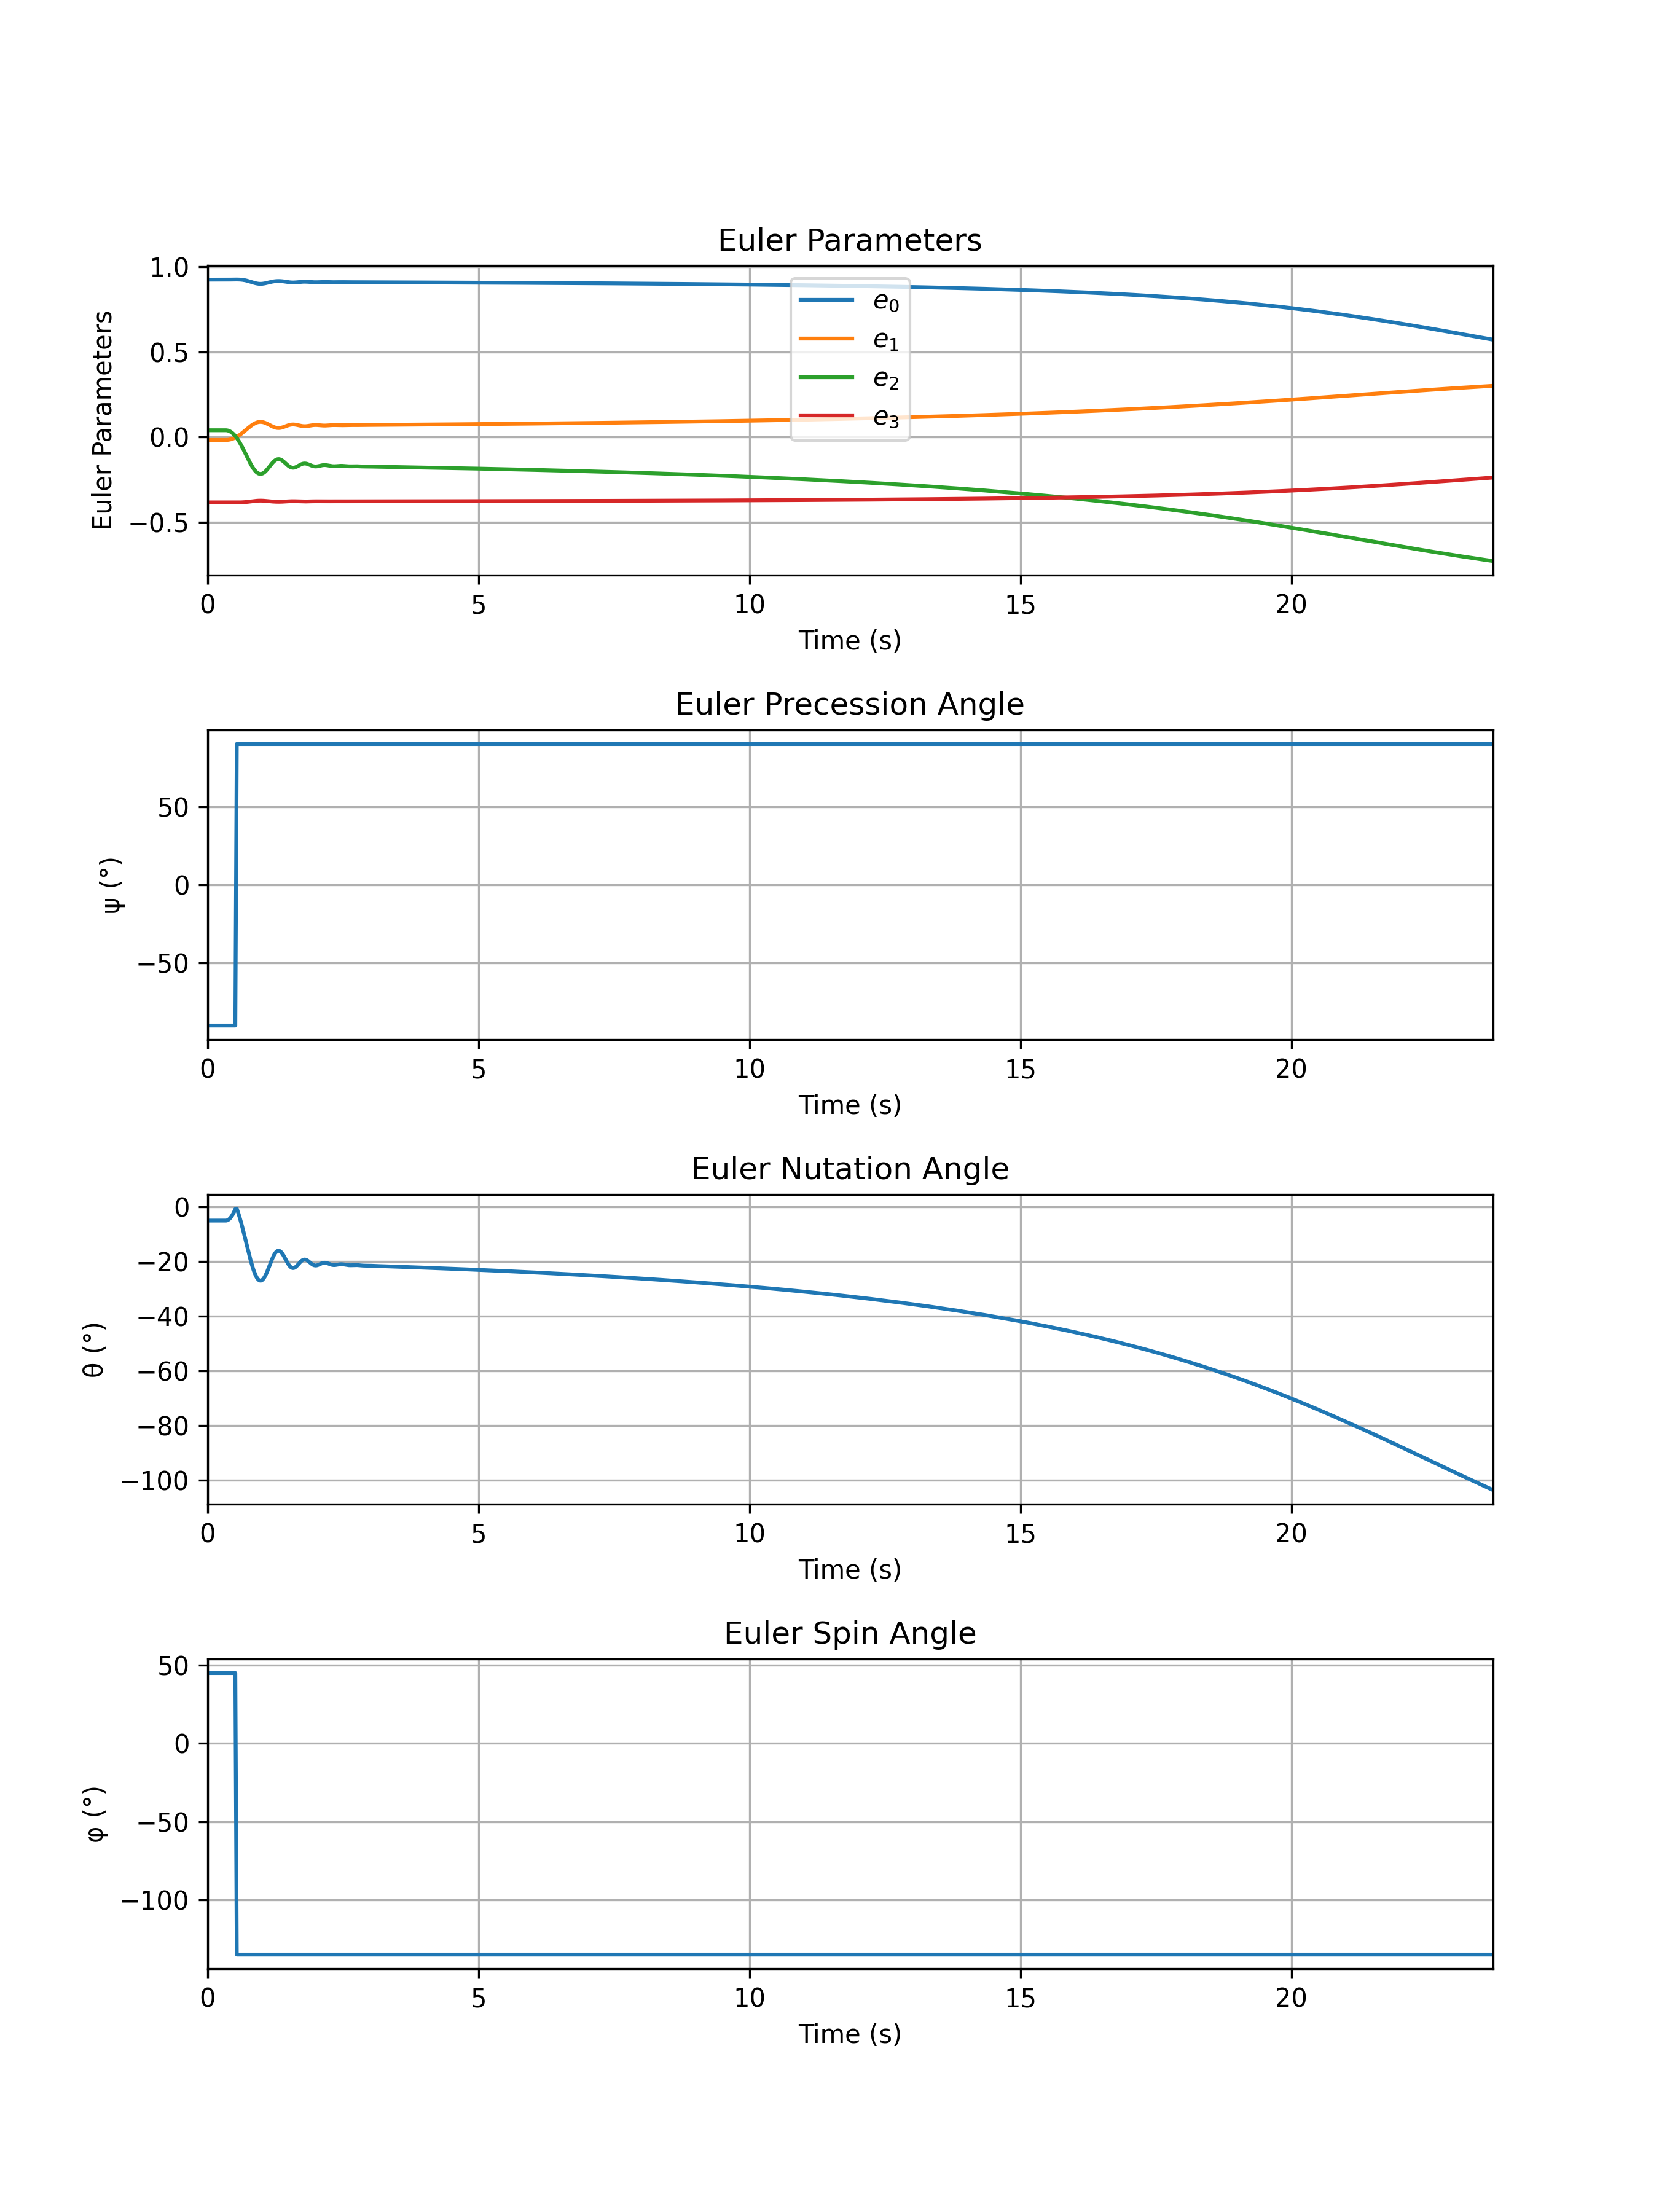 Euler Parameters
1.0
0.5
0.0
−0.5
Euler Parameters
e0
e1
e2
e3
0 5 10 15 20
Time (s)
Euler Precession Angle
50
0
−50
ψ (°)
0 5 10 15 20
Time (s)
Euler Nutation Angle
0
−20
−40
−60
−80
−100
θ (°)
0 5 10 15 20
Time (s)
Euler Spin Angle
50
0
−50
−100
φ (°)
0 5 10 15 20
Time (s)